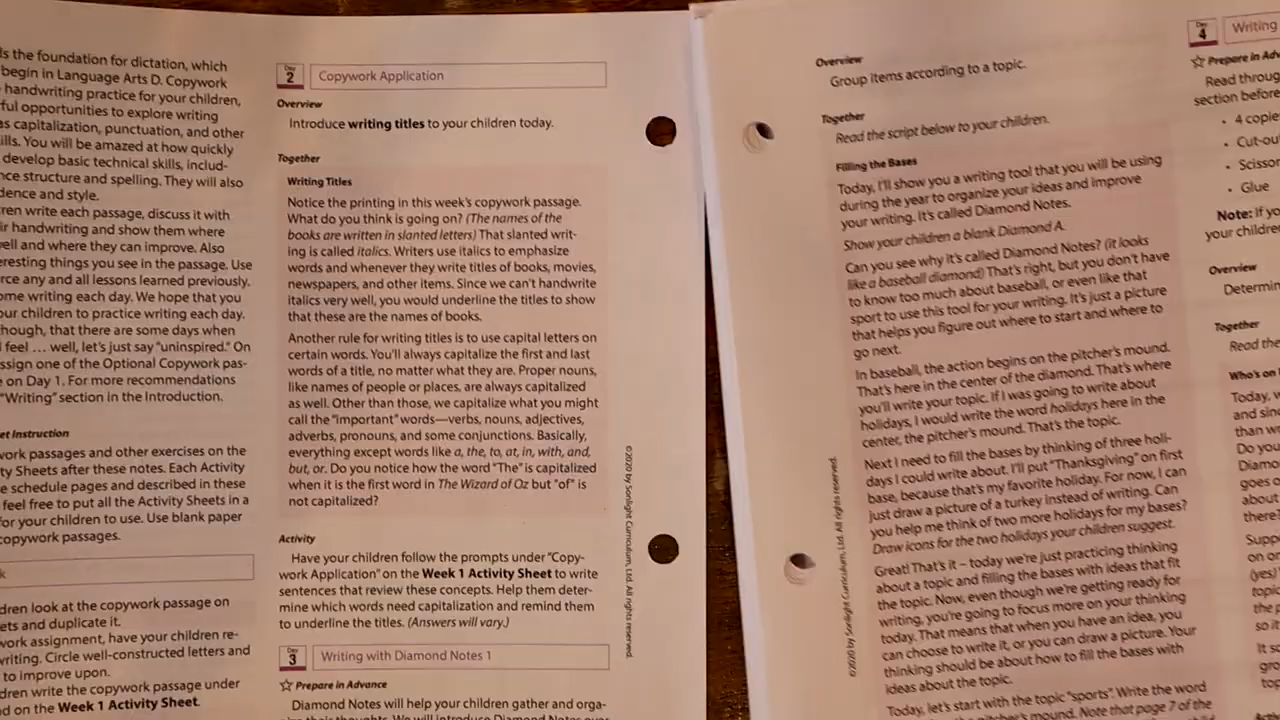 ls the foundation for dictation, which
begin in Language Arts D. Copywork
handwriting practice for your children,
ful opportunities to explore writing
as capitalization, punctuation, and other
ills. You will be amazed at how quickly
develop basic technical skills, includ-
nce structure and spelling. They will also
dence and style.
ren write each passage, discuss it with
ir handwriting and show them where
ell and where they can improve. Also
eresting things you see in the passage. Use
rce any and all lessons learned previously.
ome writing each day. We hope that you
ur children to practice writing each day.
hough, that there are some days when
feel … well, let's just say "uninspired." On
ssign one of the Optional Copywork pas-
e on Day 1. For more recommendations
"Writing" section in the Introduction.
et Instruction
work passages and other exercises on the
ty Sheets after these notes. Each Activity
e schedule pages and described in these
feel free to put all the Activity Sheets in a
for your children to use. Use blank paper
copywork passages.
k
dren look at the copywork passage on
ets and duplicate it.
work assignment, have your children re-
writing. Circle well-constructed letters and
to improve upon.
dren write the copywork passage under
d on the Week 1 Activity Sheet.
Day 2 Copywork Application
Overview
Introduce writing titles to your children today.
Together
Writing Titles
Notice the printing in this week's copywork passage.
What do you think is going on? (The names of the
books are written in slanted letters) That slanted writ-
ing is called italics. Writers use italics to emphasize
words and whenever they write titles of books, movies,
newspapers, and other items. Since we can't handwrite
italics very well, you would underline the titles to show
that these are the names of books.
Another rule for writing titles is to use capital letters on
certain words. You'll always capitalize the first and last
words of a title, no matter what they are. Proper nouns,
like names of people or places, are always capitalized
as well. Other than those, we capitalize what you might
call the "important" words—verbs, nouns, adjectives,
adverbs, pronouns, and some conjunctions. Basically,
everything except words like a, the, to, at, in, with, and,
but, or. Do you notice how the word "The" is capitalized
when it is the first word in The Wizard of Oz but "of" is
not capitalized?
Activity
Have your children follow the prompts under "Copy-
work Application" on the Week 1 Activity Sheet to write
sentences that review these concepts. Help them deter-
mine which words need capitalization and remind them
to underline the titles. (Answers will vary.)
Day 3 Writing with Diamond Notes 1
☆ Prepare in Advance
Diamond Notes will help your children gather and orga-
©2020 by Sonlight Curriculum, Ltd. All rights reserved.
Overview
Group items according to a topic.
Together
Read the script below to your children.
Filling the Bases
Today, I'll show you a writing tool that you will be using
during the year to organize your ideas and improve
your writing. It's called Diamond Notes.
Show your children a blank Diamond A.
Can you see why it's called Diamond Notes? (it looks
like a baseball diamond) That's right, but you don't have
to know too much about baseball, or even like that
sport to use this tool for your writing. It's just a picture
that helps you figure out where to start and where to
go next.
In baseball, the action begins on the pitcher's mound.
That's here in the center of the diamond. That's where
you'll write your topic. If I was going to write about
holidays, I would write the word holidays here in the
center, the pitcher's mound. That's the topic.
Next I need to fill the bases by thinking of three holi-
days I could write about. I'll put "Thanksgiving" on first
base, because that's my favorite holiday. For now, I can
just draw a picture of a turkey instead of writing. Can
you help me think of two more holidays for my bases?
Draw icons for the two holidays your children suggest.
Great! That's it – today we're just practicing thinking
about a topic and filling the bases with ideas that fit
the topic. Now, even though we're getting ready for
writing, you're going to focus more on your thinking
today. That means that when you have an idea, you
can choose to write it, or you can draw a picture. Your
thinking should be about how to fill the bases with
ideas about the topic.
Today, let's start with the topic "sports". Write the word
pitcher's mound. Note that page 7 of the
©2020 by Sonlight Curriculum, Ltd. All rights reserved.
Day 4 Writing
☆ Prepare in Adv
Read throug
section before
• 4 copie
• Cut-ou
• Scissor
• Glue
Note: If yo
your childre
Overview
Determin
Together
Read the
Who's on
Today, w
and sinc
than wr
Do you
Diamo
goes o
about
there?
Supp
on or
(yes)
topic
the p
so it
It so
gro
top